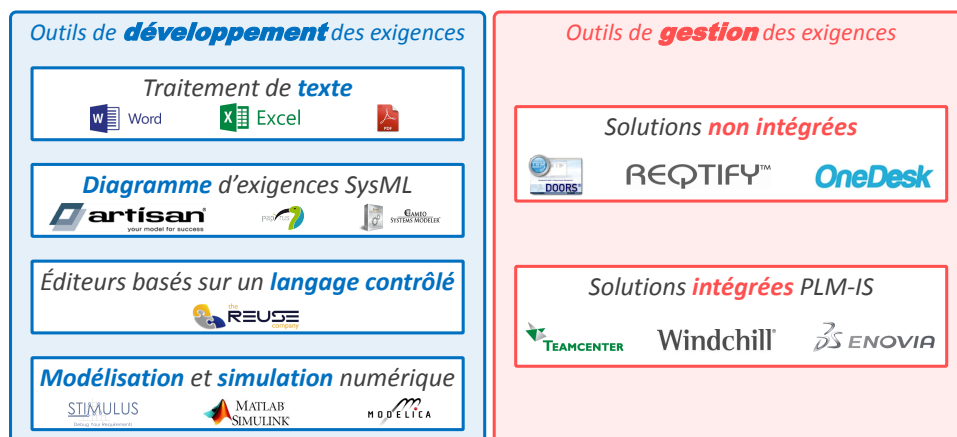 Outils de développement des exigences
Traitement de texte
W Word
X Excel
PDF
Diagramme d'exigences SysML
artisan®
your model for success
papyrus
CAMEO
SYSTEMS MODELER
Éditeurs basés sur un langage contrôlé
the
REUSE
company
Modélisation et simulation numérique
STIMULUS
Debug Your Requirements
MATLAB
SIMULINK
MODELICA
Outils de gestion des exigences
Solutions non intégrées
DOORS®
REQTIFY™
OneDesk
Solutions intégrées PLM-IS
TEAMCENTER
Windchill®
3DS ENOVIA